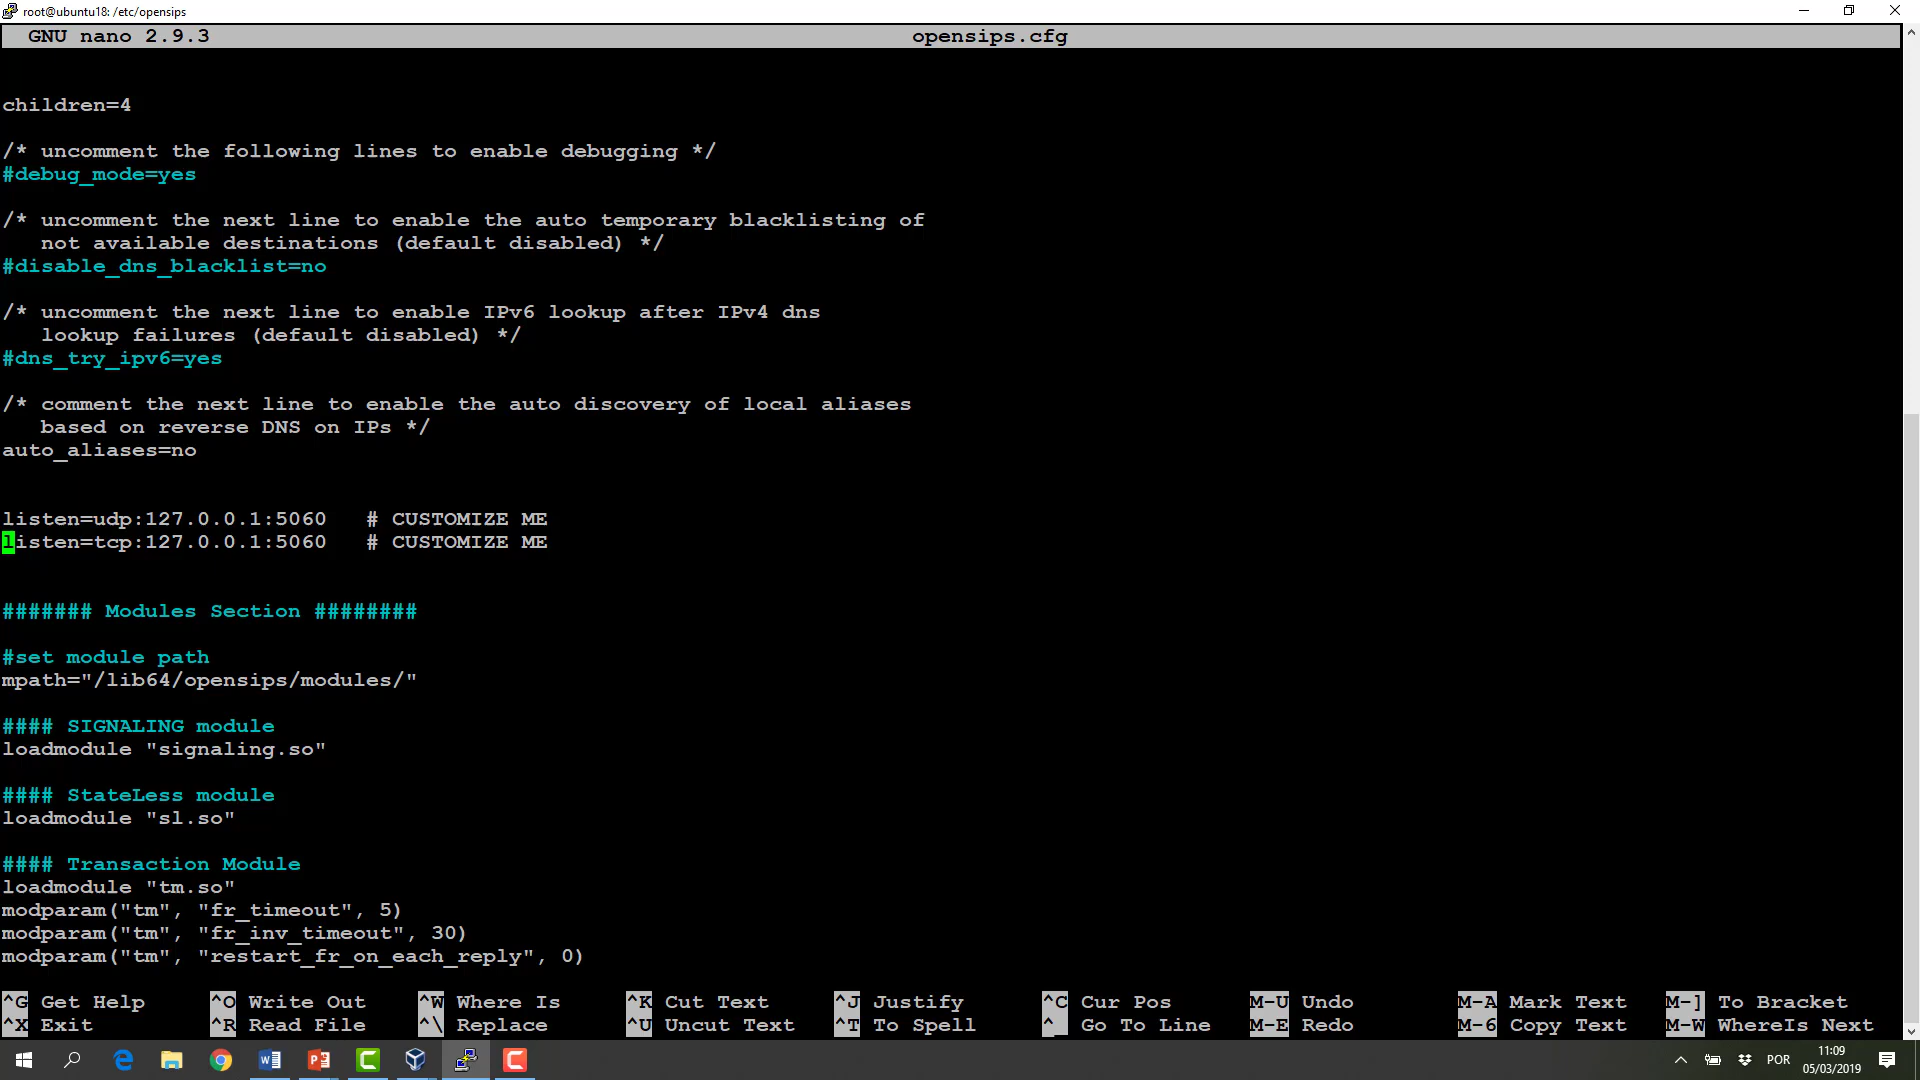 root@ubuntu18: /etc/opensips
GNU nano 2.9.3 opensips.cfg
children=4
/* uncomment the following lines to enable debugging */
#debug_mode=yes
/* uncomment the next line to enable the auto temporary blacklisting of
not available destinations (default disabled) */
#disable_dns_blacklist=no
/* uncomment the next line to enable IPv6 lookup after IPv4 dns
lookup failures (default disabled) */
#dns_try_ipv6=yes
/* comment the next line to enable the auto discovery of local aliases
based on reverse DNS on IPs */
auto_aliases=no
listen=udp:127.0.0.1:5060 # CUSTOMIZE ME
listen=tcp:127.0.0.1:5060 # CUSTOMIZE ME
####### Modules Section ########
#set module path
mpath="/lib64/opensips/modules/"
#### SIGNALING module
loadmodule "signaling.so"
#### StateLess module
loadmodule "sl.so"
#### Transaction Module
loadmodule "tm.so"
modparam("tm", "fr_timeout", 5)
modparam("tm", "fr_inv_timeout", 30)
modparam("tm", "restart_fr_on_each_reply", 0)
^G Get Help ^O Write Out ^W Where Is ^K Cut Text ^J Justify ^C Cur Pos M-U Undo M-A Mark Text M-] To Bracket
^X Exit ^R Read File ^\ Replace ^U Uncut Text ^T To Spell ^_ Go To Line M-E Redo M-6 Copy Text M-W WhereIs Next
POR
11:09
05/03/2019